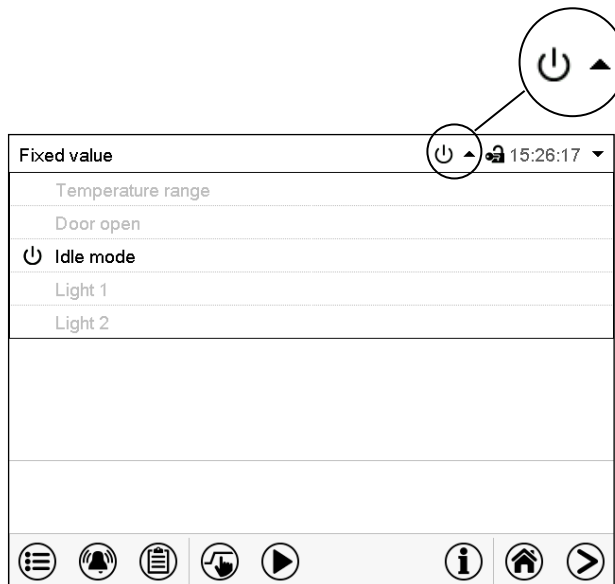 Fixed value 15:26:17
Temperature range
Door open
Idle mode
Light 1
Light 2